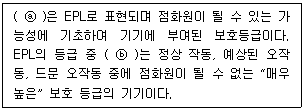 ( ⓐ )은 EPL로 표현되며 점화원이 될 수 있는 가
능성에 기초하여 기기에 부여된 보호등급이다.
EPL의 등급 중 ( ⓑ )는 정상 작동, 예상된 오작
동, 드문 오작동 중에 점화원이 될 수 없는 “매우
높은” 보호 등급의 기기이다.